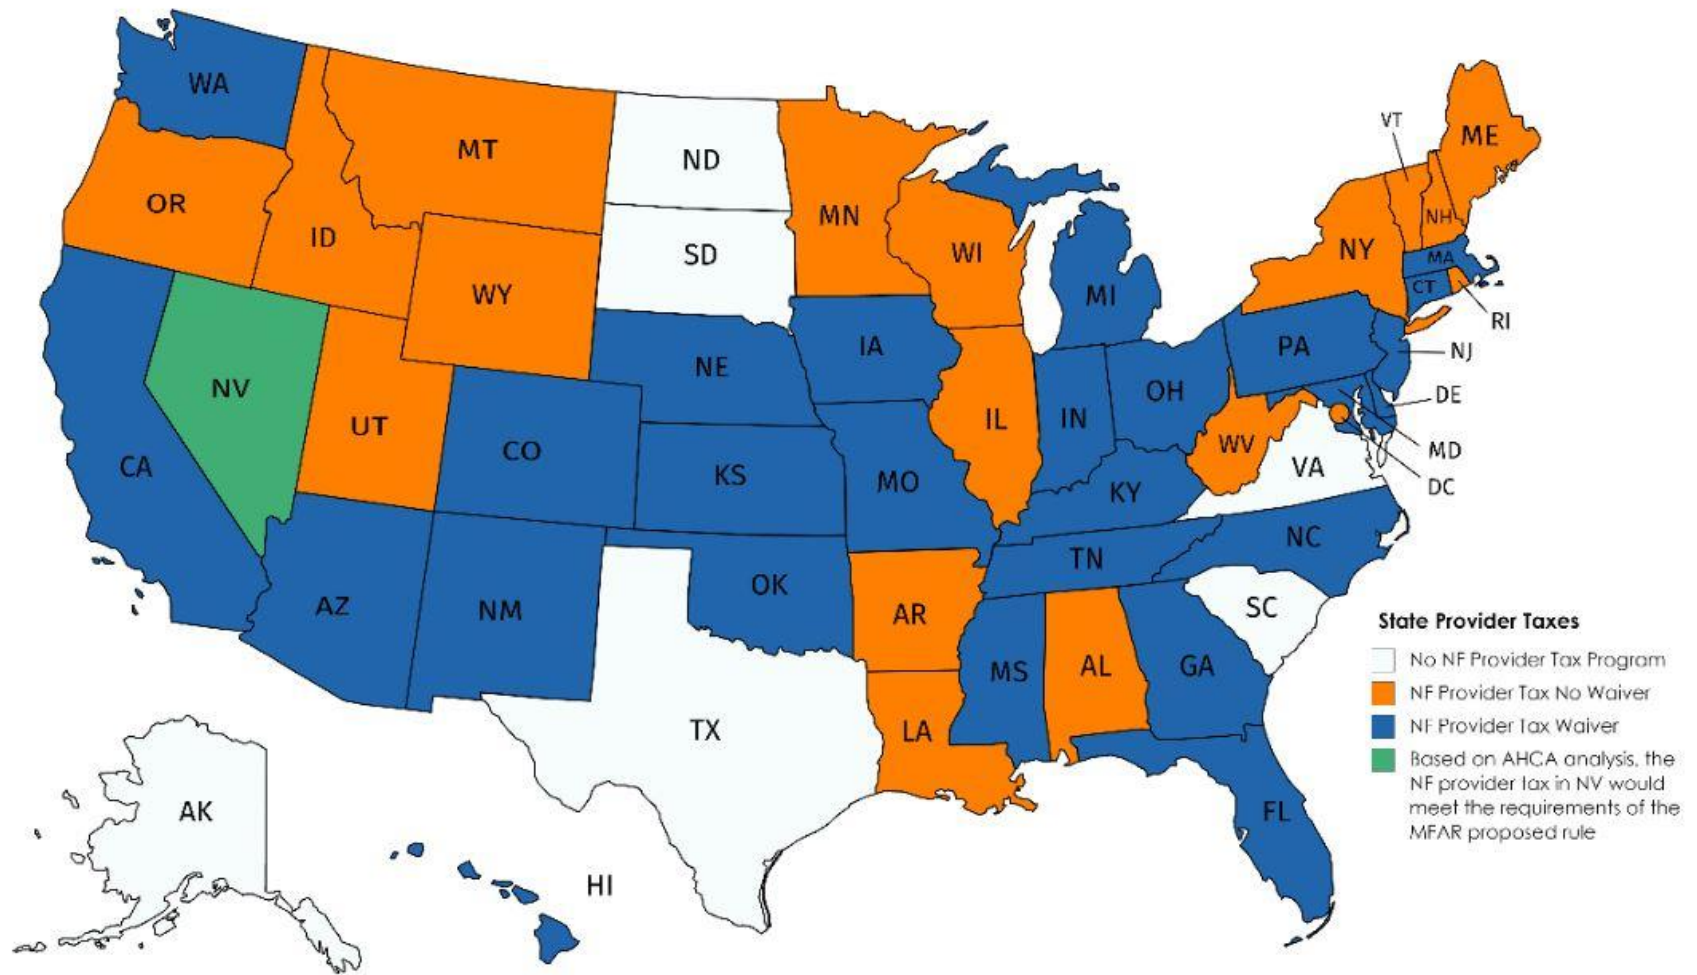 WA
MT
ND
OR
ID
MN
SD
WY
WI
VT
ME
NH
NY
MA
CT
RI
MI
NV
UT
NE
IA
PA
NJ
DE
CA
CO
KS
MO
IL
IN
OH
WV
MD
VA
DC
KY
AZ
NM
OK
AR
TN
NC
SC
MS
AL
GA
TX
LA
FL
AK
HI
State Provider Taxes
No NF Provider Tax Program
NF Provider Tax No Waiver
NF Provider Tax Waiver
Based on AHCA analysis, the
NF provider tax in NV would
meet the requirements of the
MFAR proposed rule